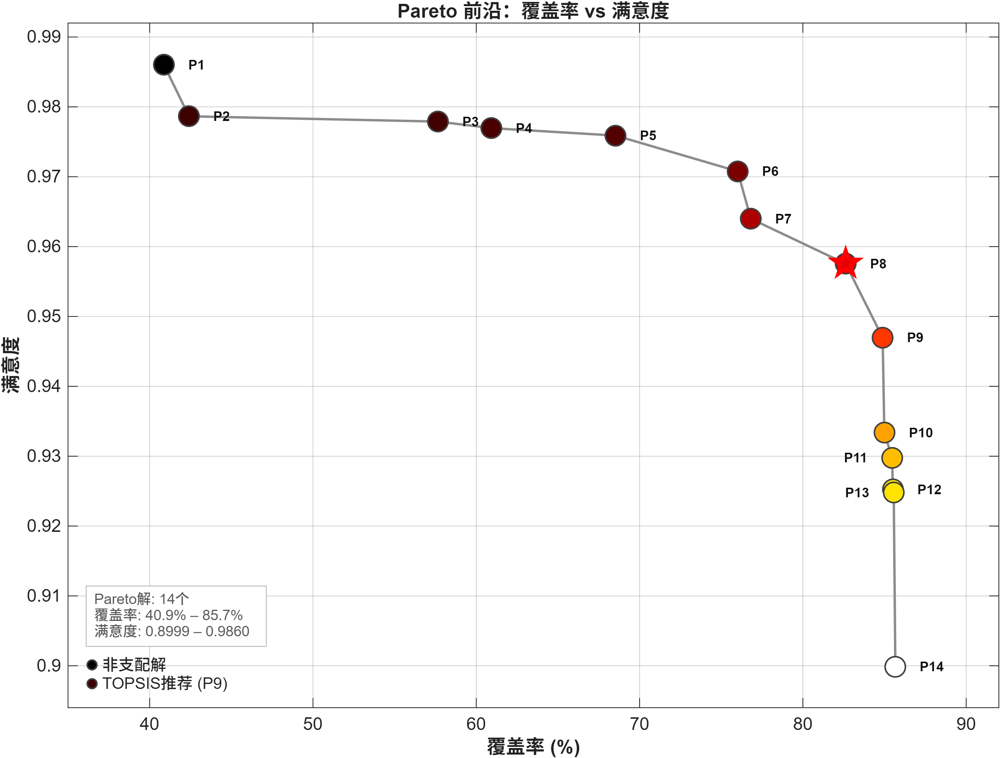 Pareto 前沿：覆盖率 vs 满意度
0.99
0.98
0.97
0.96
0.95
0.94
0.93
0.92
0.91
0.9
满意度
P1
P2
P3
P4
P5
P6
P7
P8
P9
P10
P11
P12
P13
P14
Pareto解: 14个
覆盖率: 40.9% – 85.7%
满意度: 0.8999 – 0.9860
非支配解
TOPSIS推荐 (P9)
40 50 60 70 80 90
覆盖率 (%)